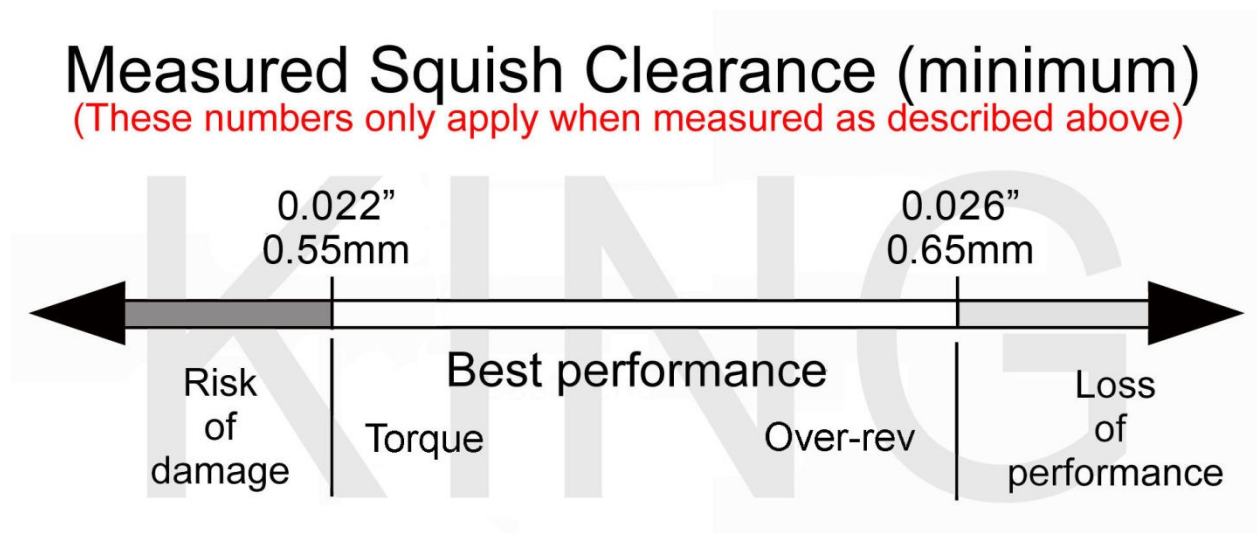 Measured Squish Clearance (minimum)
(These numbers only apply when measured as described above)
KING
0.022”
0.55mm
0.026”
0.65mm
Best performance
Risk
of
damage
Torque
Over-rev
Loss
of
performance